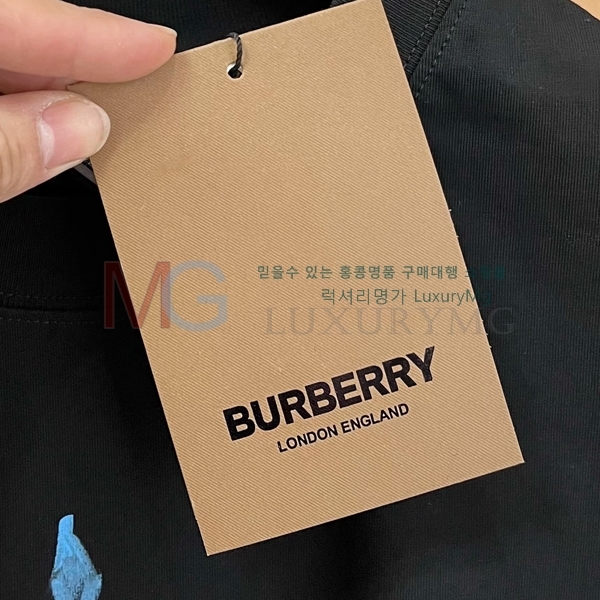 믿을수 있는 홍콩명품 구매대행
MG
럭셔리명가 LuxuryMG
LUXURYMG
BURBERRY
LONDON ENGLAND